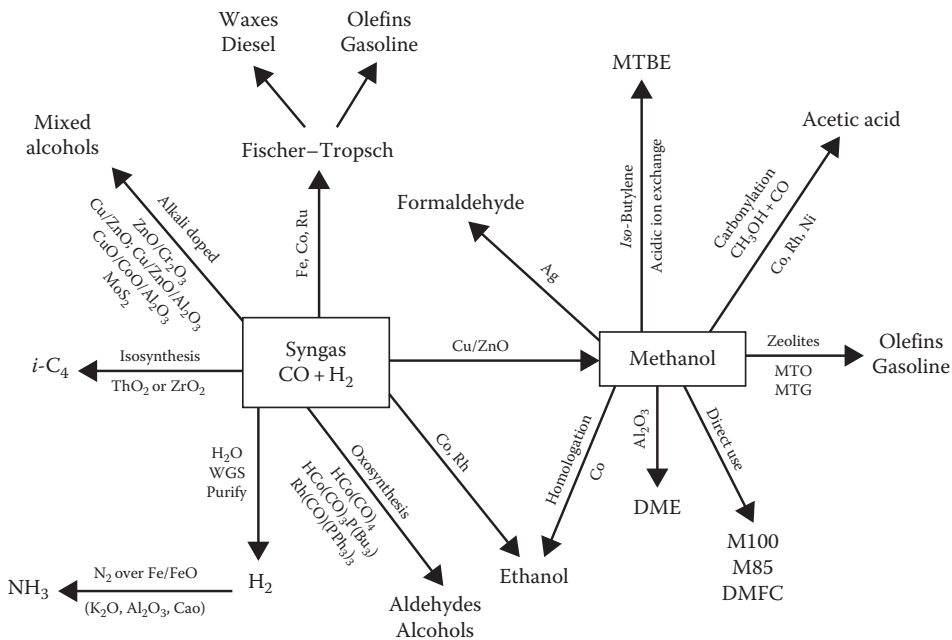 Waxes
Diesel
Olefins
Gasoline
MTBE
Mixed
alcohols
Acetic acid
Fischer–Tropsch
Formaldehyde
Alkali doped
ZnO/Cr₂O₃
Cu/ZnO; Cu/ZnO/Al₂O₃
CuO/CoO/Al₂O₃
MoS₂
Fe, Co, Ru
Ag
Iso-Butylene
Acidic ion exchange
Carbonylation
CH₃OH + CO
Co, Rh, Ni
Syngas
CO + H₂
Cu/ZnO
Methanol
Zeolites
MTO
MTG
Olefins
Gasoline
i-C₄
Isosynthesis
ThO₂ or ZrO₂
H₂O
WGS
Purify
Oxosynthesis
HCo(CO)₄
HCo(CO)₃P(Bu₃)
Rh(CO)(PPh₃)₃
Co, Rh
Homologation
Co
Al₂O₃
Direct use
DME
M100
M85
DMFC
Ethanol
NH₃
N₂ over Fe/FeO
(K₂O, Al₂O₃, Cao)
H₂
Aldehydes
Alcohols